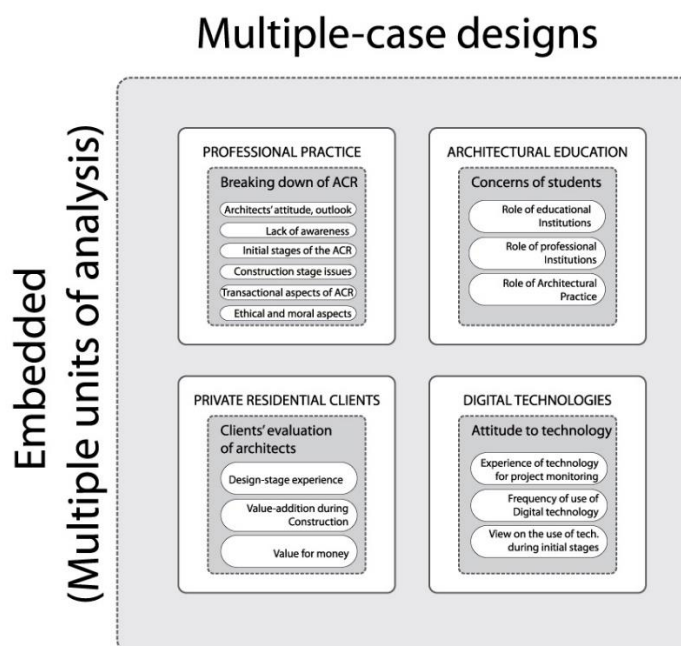 Multiple-case designs
Embedded
(Multiple units of analysis)
PROFESSIONAL PRACTICE
Breaking down of ACR
Architects' attitude, outlook
Lack of awareness
Initial stages of the ACR
Construction stage issues
Transactional aspects of ACR
Ethical and moral aspects
ARCHITECTURAL EDUCATION
Concerns of students
Role of educational
Institutions
Role of professional
Institutions
Role of Architectural
Practice
PRIVATE RESIDENTIAL CLIENTS
Clients' evaluation
of architects
Design-stage experience
Value-addition during
Construction
Value for money
DIGITAL TECHNOLOGIES
Attitude to technology
Experience of technology
for project monitoring
Frequency of use of
Digital technology
View on the use of tech.
during initial stages